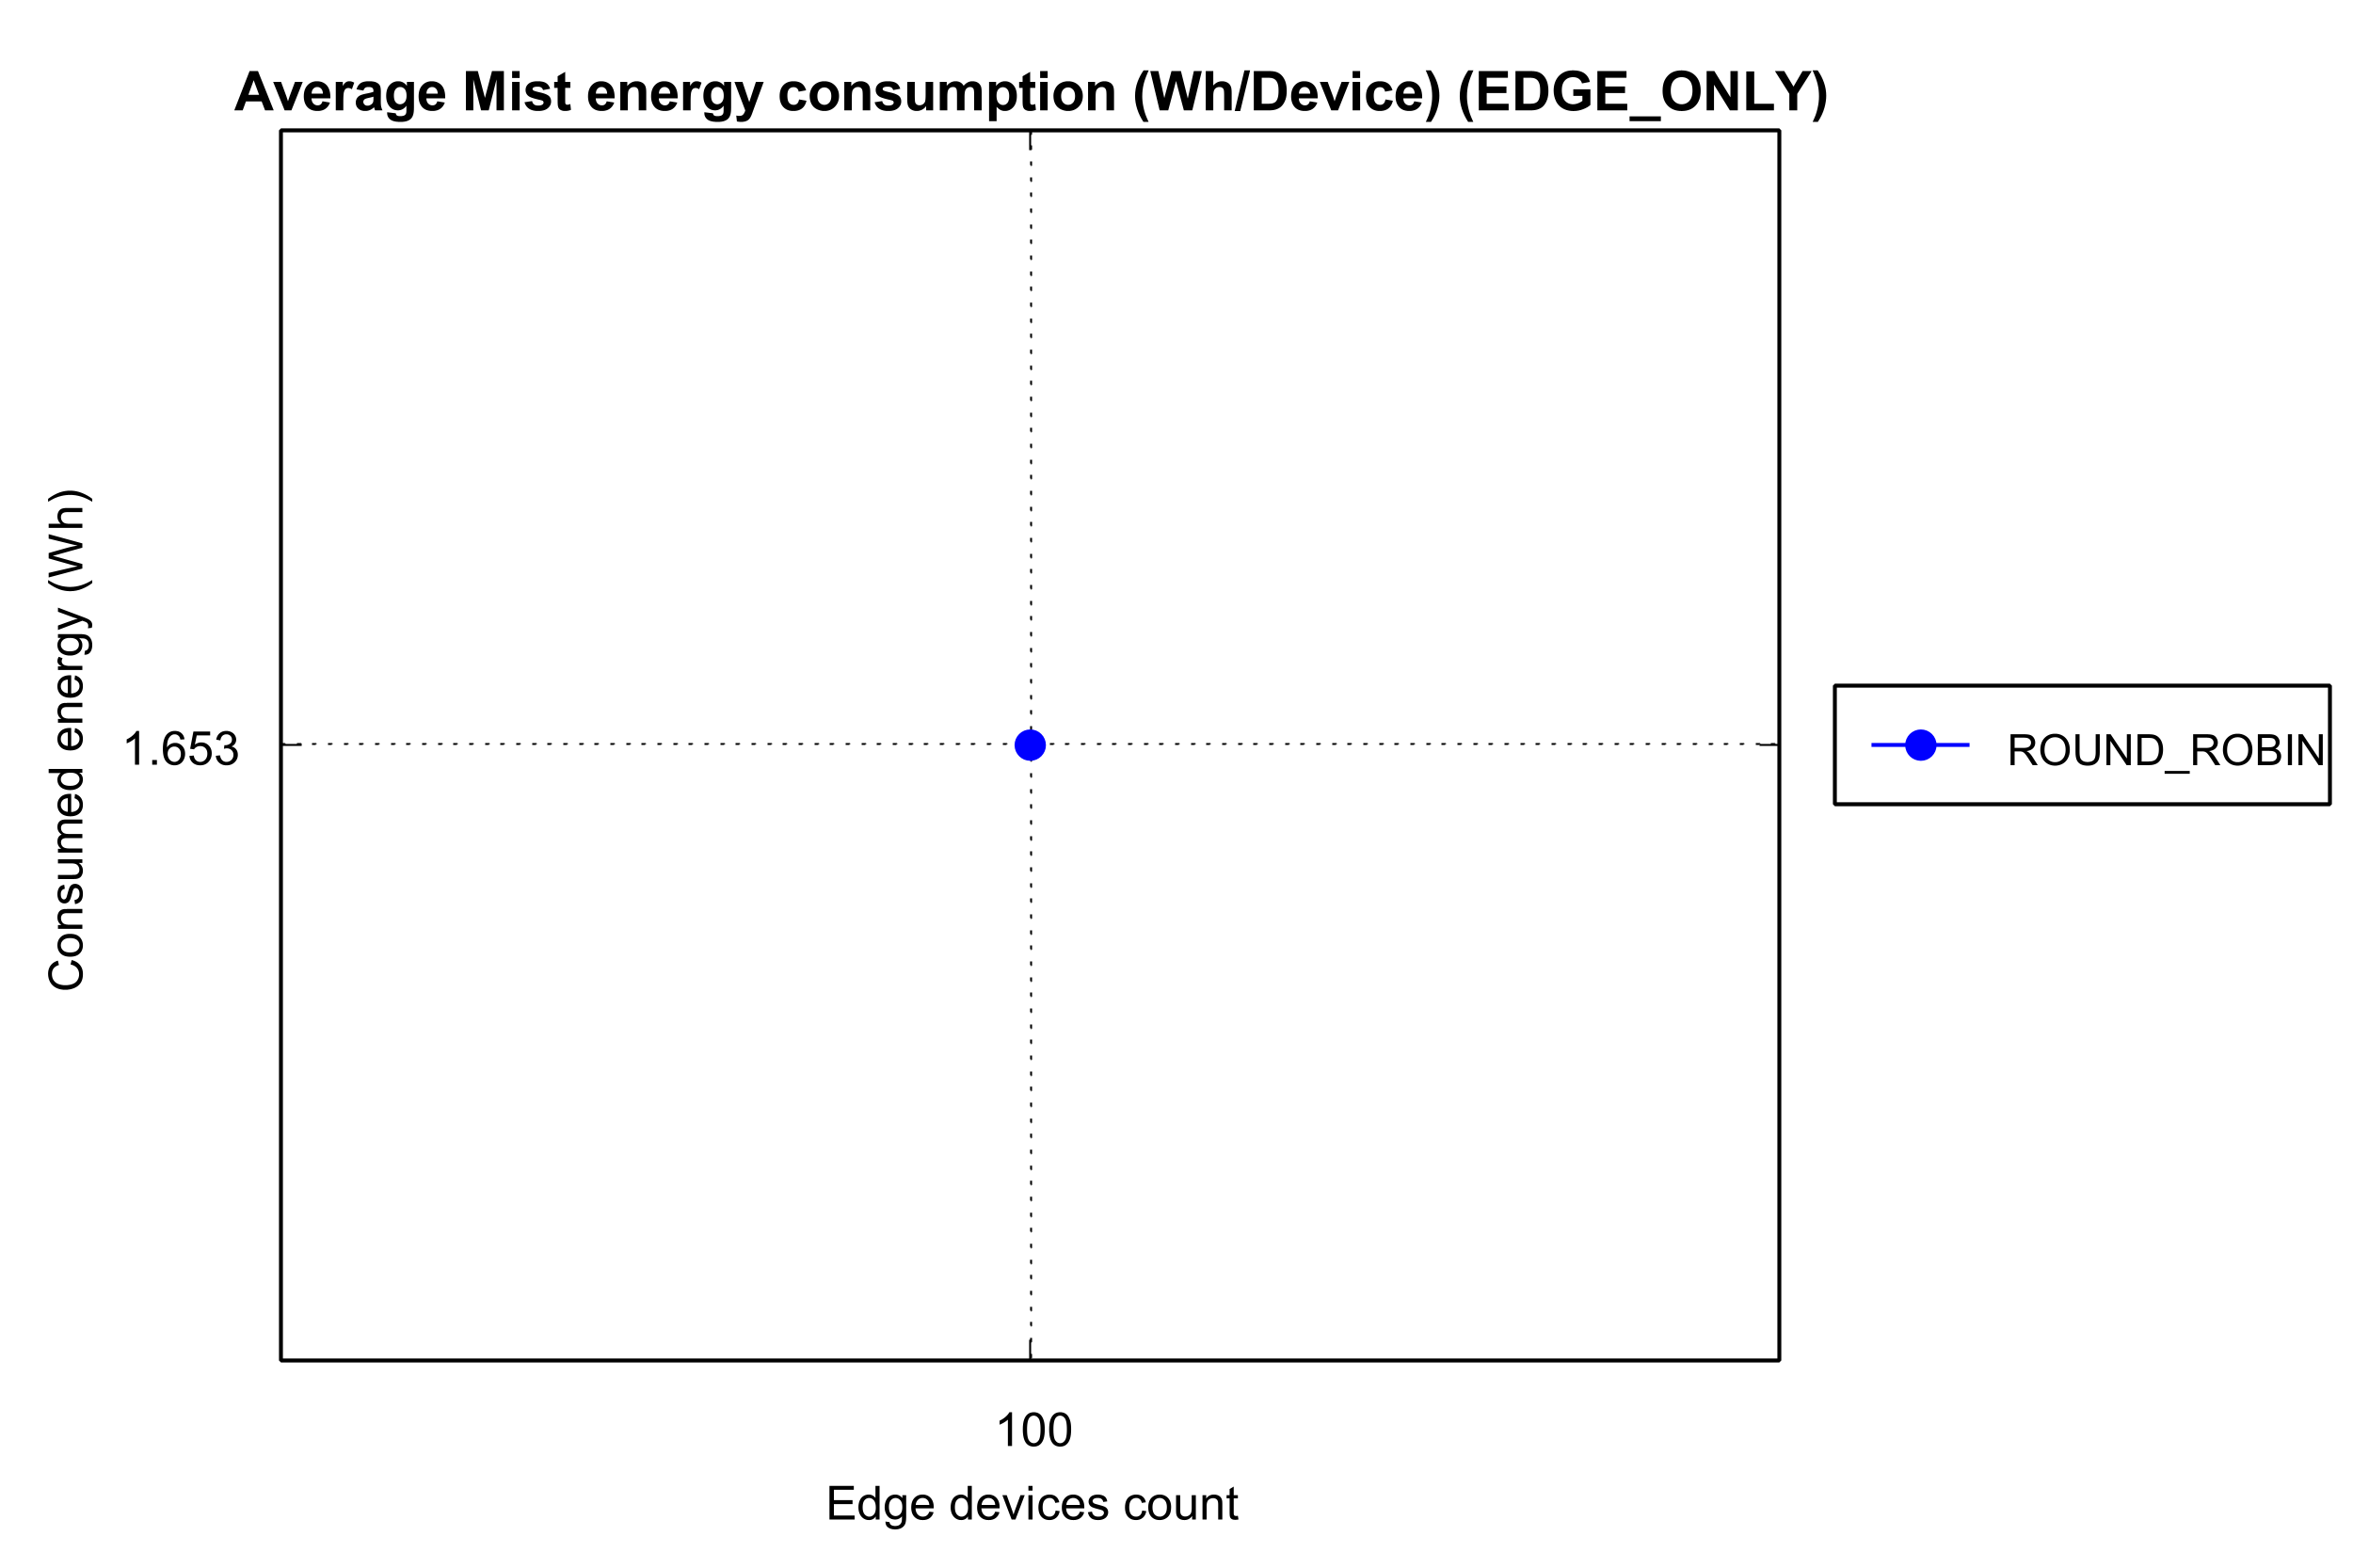 Average Mist energy consumption (Wh/Device) (EDGE_ONLY)
Consumed energy (Wh)
1.653
ROUND_ROBIN
100
Edge devices count